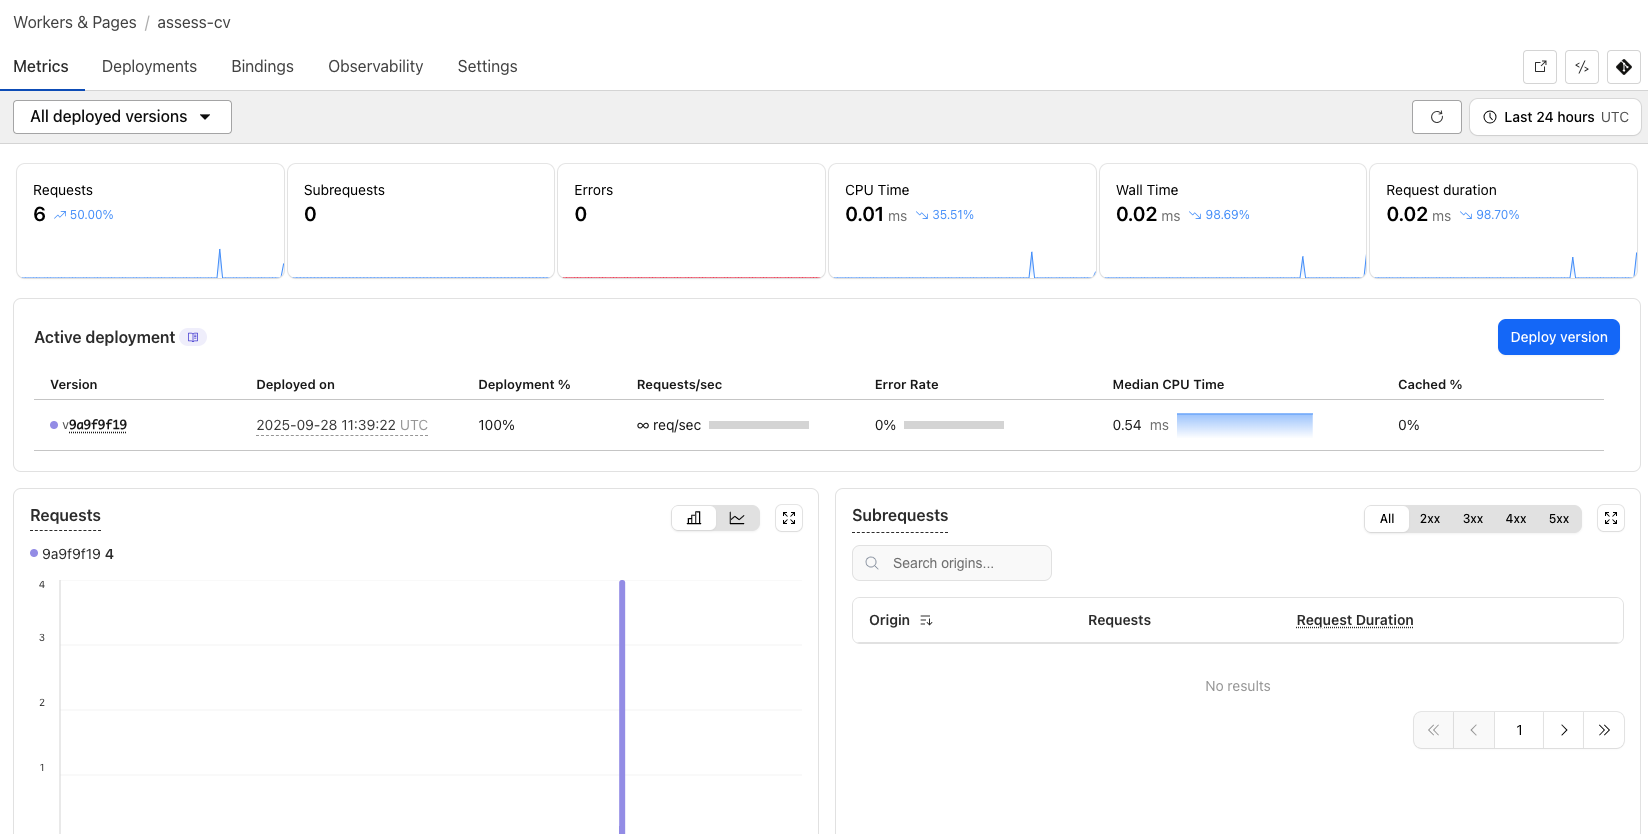 Workers & Pages / assess-cv
Metrics Deployments Bindings Observability Settings
All deployed versions
Last 24 hours UTC
Requests
6 50.00%
Subrequests
0
Errors
0
CPU Time
0.01 ms 35.51%
Wall Time
0.02 ms 98.69%
Request duration
0.02 ms 98.70%
Active deployment
Deploy version
Version Deployed on Deployment % Requests/sec Error Rate Median CPU Time Cached %
v9a9f9f19 2025-09-28 11:39:22 UTC 100% ∞ req/sec 0% 0.54 ms 0%
Requests
9a9f9f19 4
4
3
2
1
Subrequests
All 2xx 3xx 4xx 5xx
Search origins...
Origin Requests Request Duration
No results
1